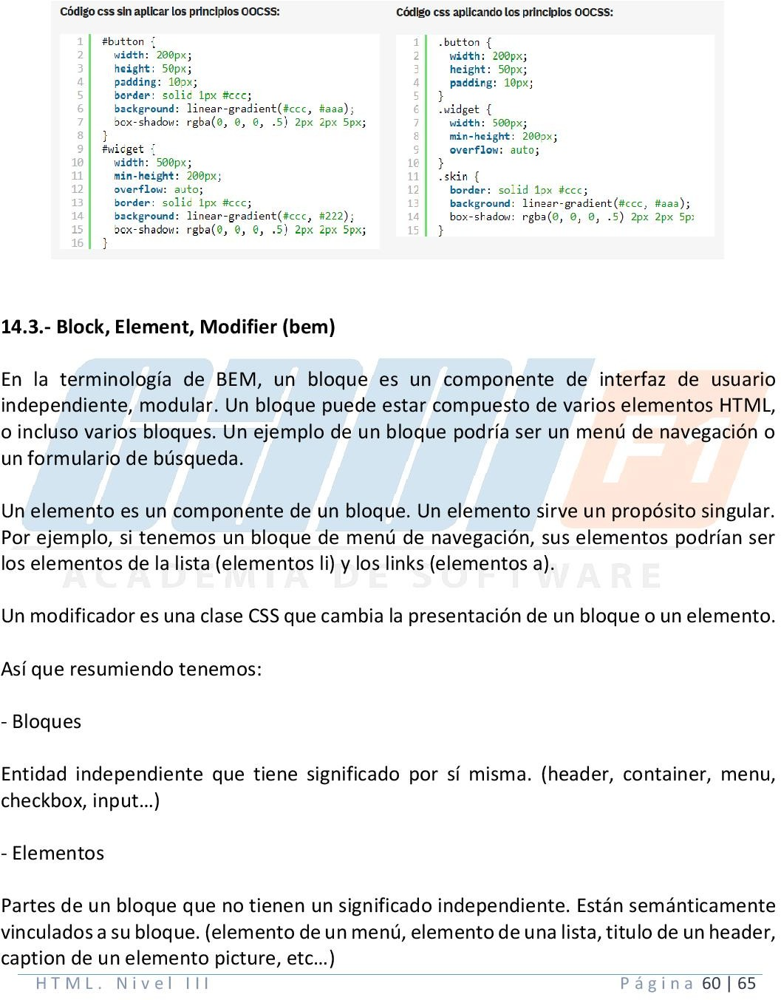 Código css sin aplicar los principios OOCSS:
1 #button {
2 width: 200px;
3 height: 50px;
4 padding: 10px;
5 border: solid 1px #ccc;
6 background: linear-gradient(#ccc, #aaa);
7 box-shadow: rgba(0, 0, 0, .5) 2px 2px 5px;
8 }
9 #widget {
10 width: 500px;
11 min-height: 200px;
12 overflow: auto;
13 border: solid 1px #ccc;
14 background: linear-gradient(#ccc, #222);
15 box-shadow: rgba(0, 0, 0, .5) 2px 2px 5px;
16 }
Código css aplicando los principios OOCSS:
1 .button {
2 width: 200px;
3 height: 50px;
4 padding: 10px;
5 }
6 .widget {
7 width: 500px;
8 min-height: 200px;
9 overflow: auto;
10 }
11 .skin {
12 border: solid 1px #ccc;
13 background: linear-gradient(#ccc, #aaa);
14 box-shadow: rgba(0, 0, 0, .5) 2px 2px 5p
15 }
14.3.- Block, Element, Modifier (bem)
En la terminología de BEM, un bloque es un componente de interfaz de usuario
independiente, modular. Un bloque puede estar compuesto de varios elementos HTML,
o incluso varios bloques. Un ejemplo de un bloque podría ser un menú de navegación o
un formulario de búsqueda.
Un elemento es un componente de un bloque. Un elemento sirve un propósito singular.
Por ejemplo, si tenemos un bloque de menú de navegación, sus elementos podrían ser
los elementos de la lista (elementos li) y los links (elementos a).
ACADEMIA DE SOFTWARE
Un modificador es una clase CSS que cambia la presentación de un bloque o un elemento.
Así que resumiendo tenemos:
- Bloques
Entidad independiente que tiene significado por sí misma. (header, container, menu,
checkbox, input...)
- Elementos
Partes de un bloque que no tienen un significado independiente. Están semánticamente
vinculados a su bloque. (elemento de un menú, elemento de una lista, titulo de un header,
caption de un elemento picture, etc...)
HTML. Nivel III Página 60 | 65